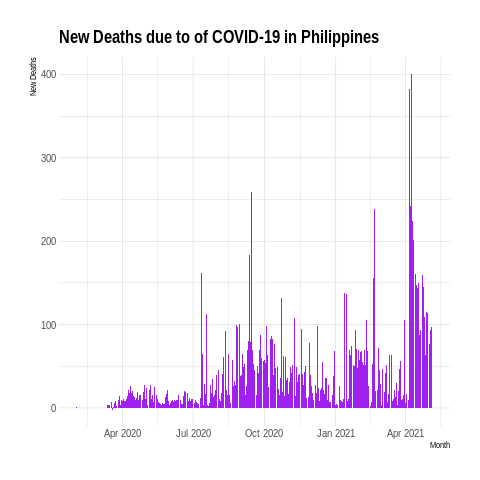 New Deaths due to of COVID-19 in Philippines
New Deaths
400
300
200
100
0
Apr 2020 Jul 2020 Oct 2020 Jan 2021 Apr 2021
Month